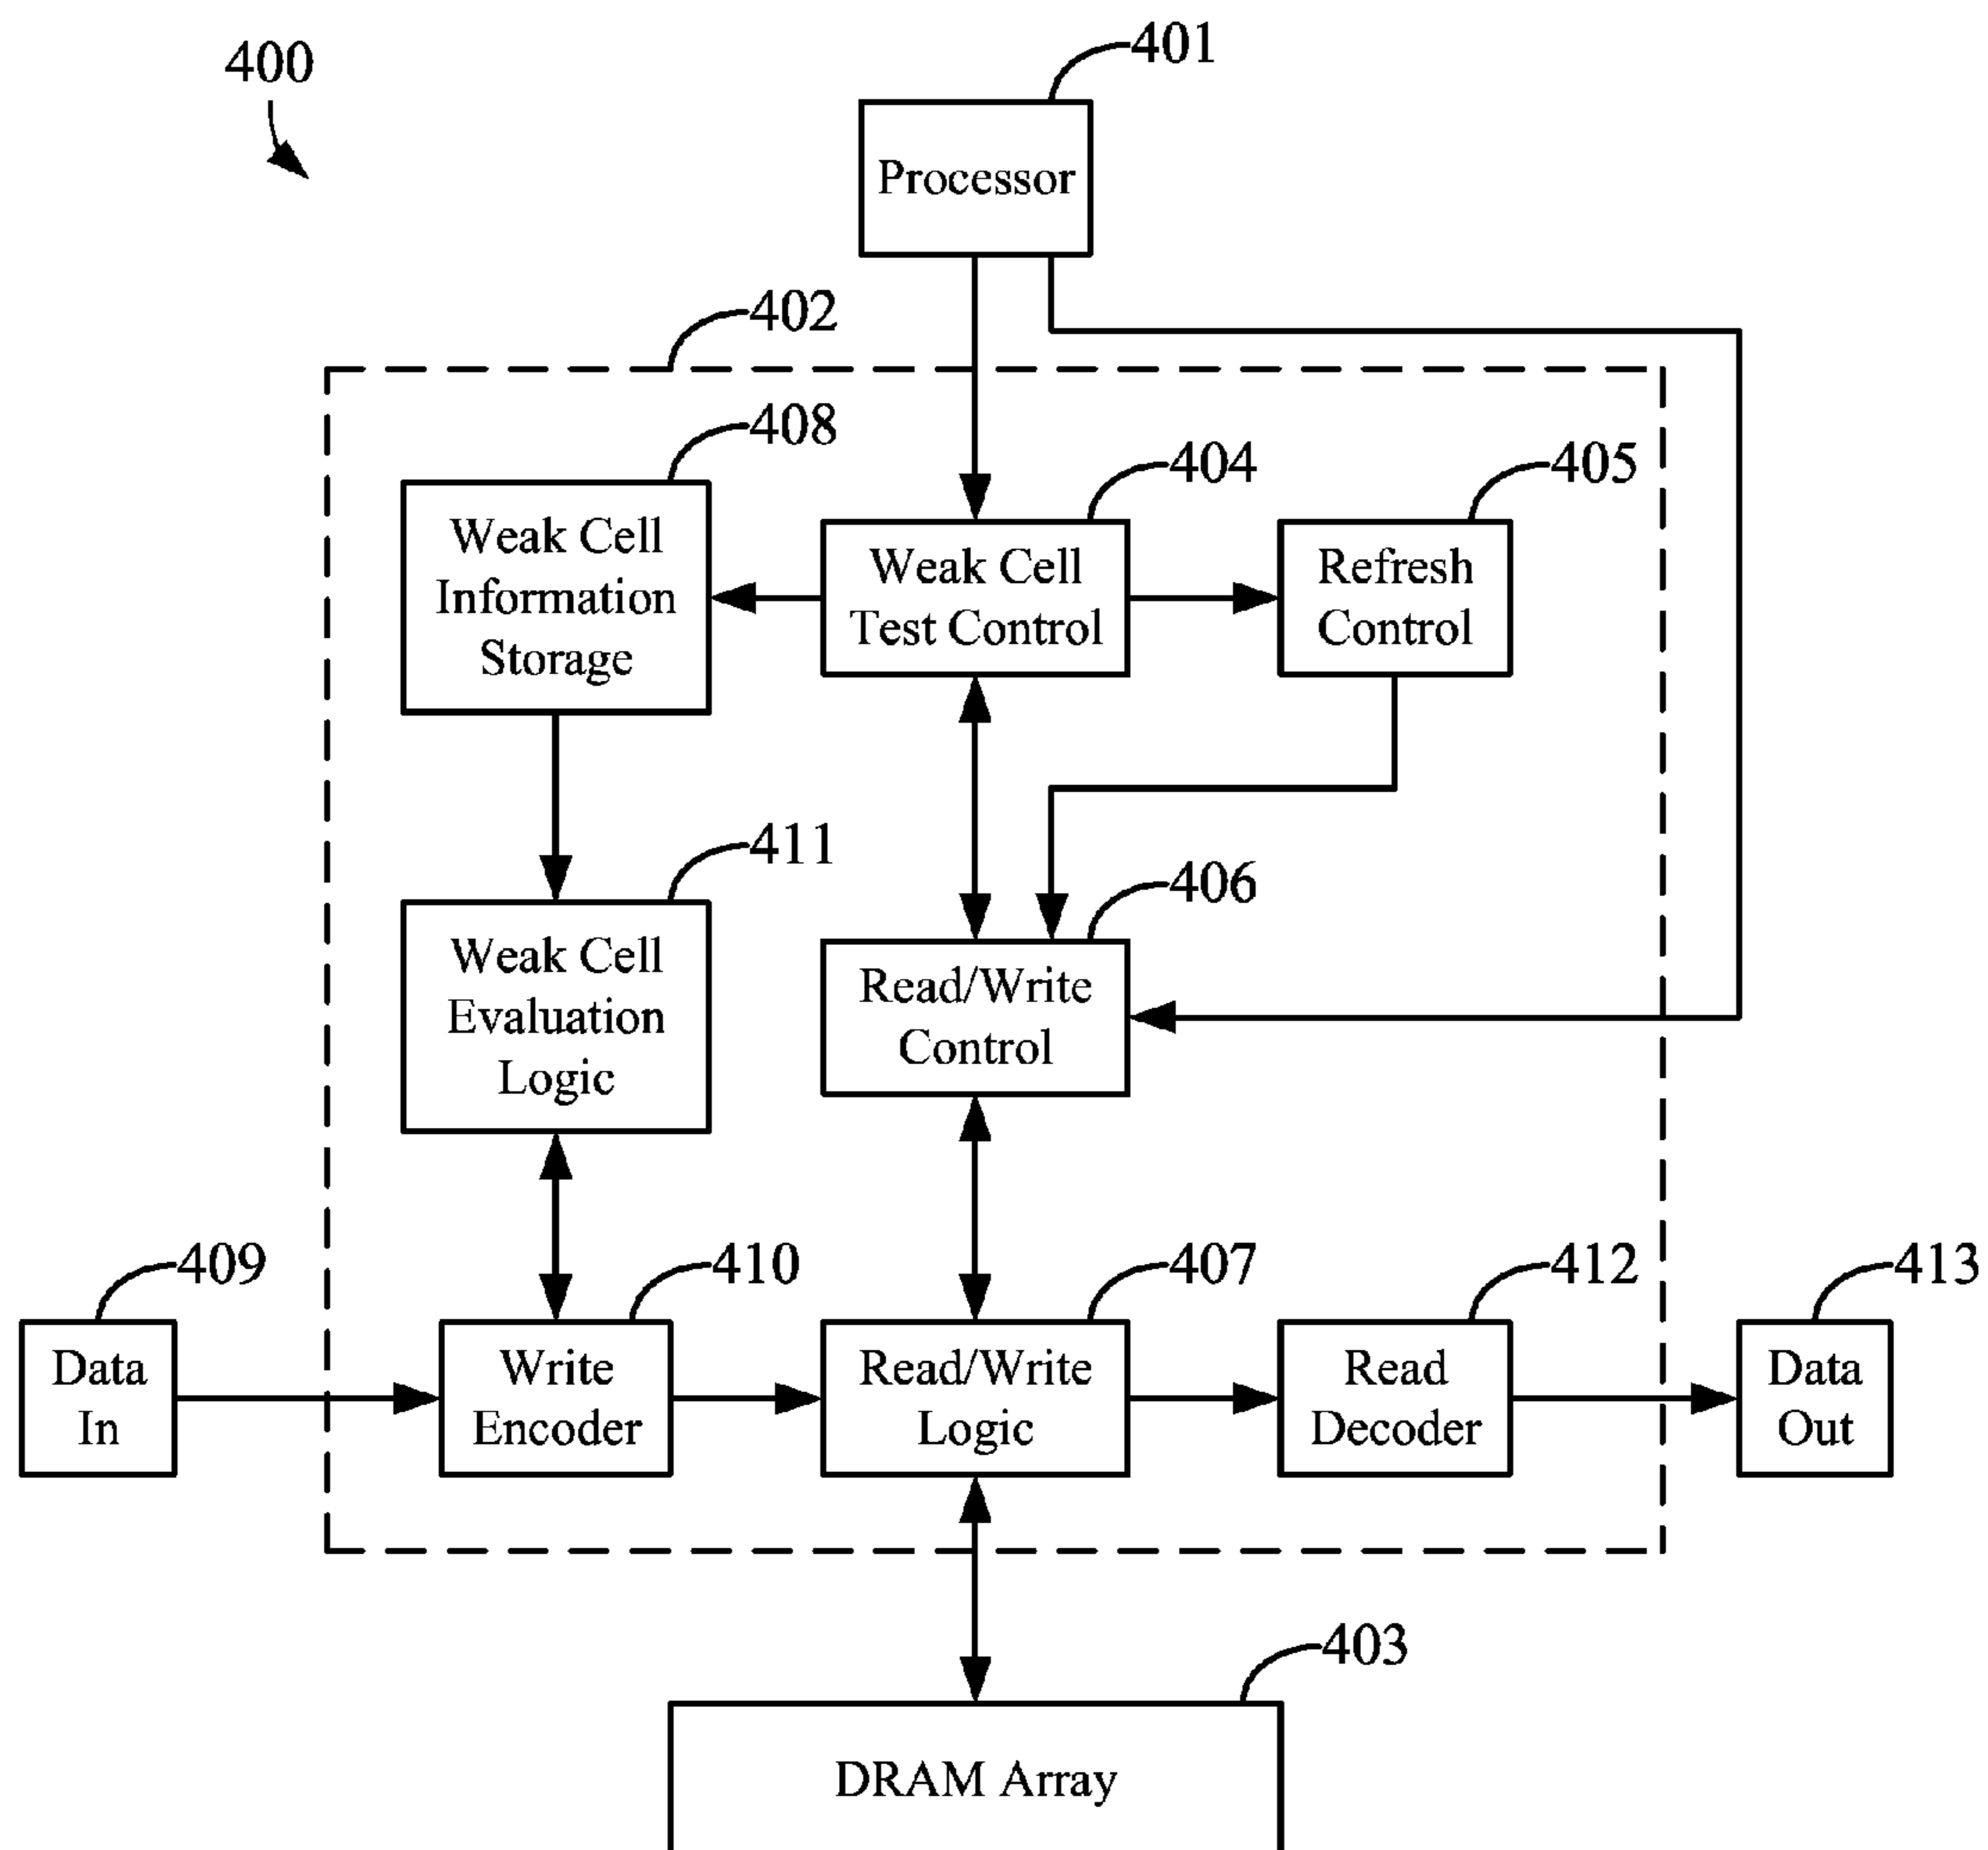 400
401
Processor
402
408
Weak Cell
Information
Storage
404
Weak Cell
Test Control
405
Refresh
Control
411
Weak Cell
Evaluation
Logic
406
Read/Write
Control
409
Data
In
410
Write
Encoder
407
Read/Write
Logic
412
Read
Decoder
413
Data
Out
403
DRAM Array